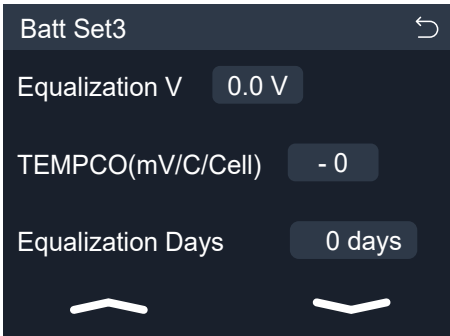 Batt Set3
Equalization V 0.0 V
TEMPCO(mV/C/Cell) - 0
Equalization Days 0 days